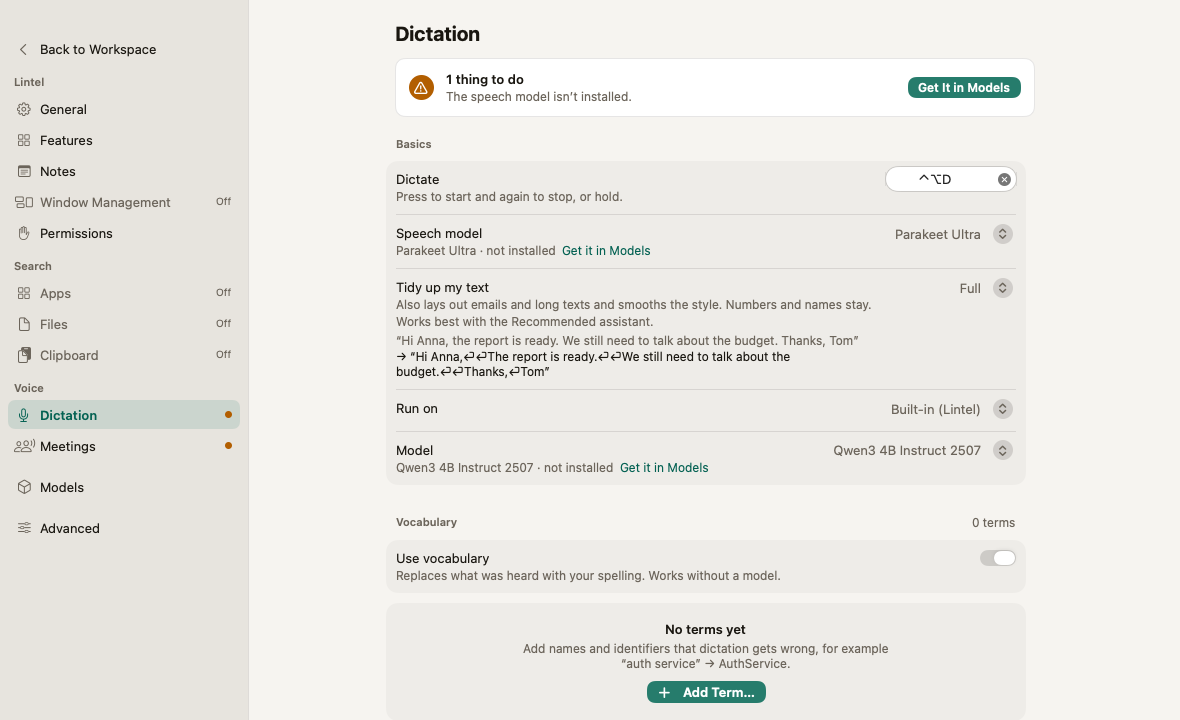 Back to Workspace
Lintel
General
Features
Notes
Window Management Off
Permissions
Search
Apps Off
Files Off
Clipboard Off
Voice
Dictation
Meetings
Models
Advanced
Dictation
1 thing to do
The speech model isn’t installed.
Get It in Models
Basics
Dictate
Press to start and again to stop, or hold.
⌃⌥D
Speech model
Parakeet Ultra · not installed Get it in Models
Parakeet Ultra
Tidy up my text
Also lays out emails and long texts and smooths the style. Numbers and names stay.
Works best with the Recommended assistant.
Full
“Hi Anna, the report is ready. We still need to talk about the budget. Thanks, Tom”
→ “Hi Anna,⏎⏎The report is ready.⏎⏎We still need to talk about the
budget.⏎⏎Thanks,⏎Tom”
Run on
Built-in (Lintel)
Model
Qwen3 4B Instruct 2507 · not installed Get it in Models
Qwen3 4B Instruct 2507
Vocabulary
0 terms
Use vocabulary
Replaces what was heard with your spelling. Works without a model.
No terms yet
Add names and identifiers that dictation gets wrong, for example
“auth service” → AuthService.
+ Add Term...